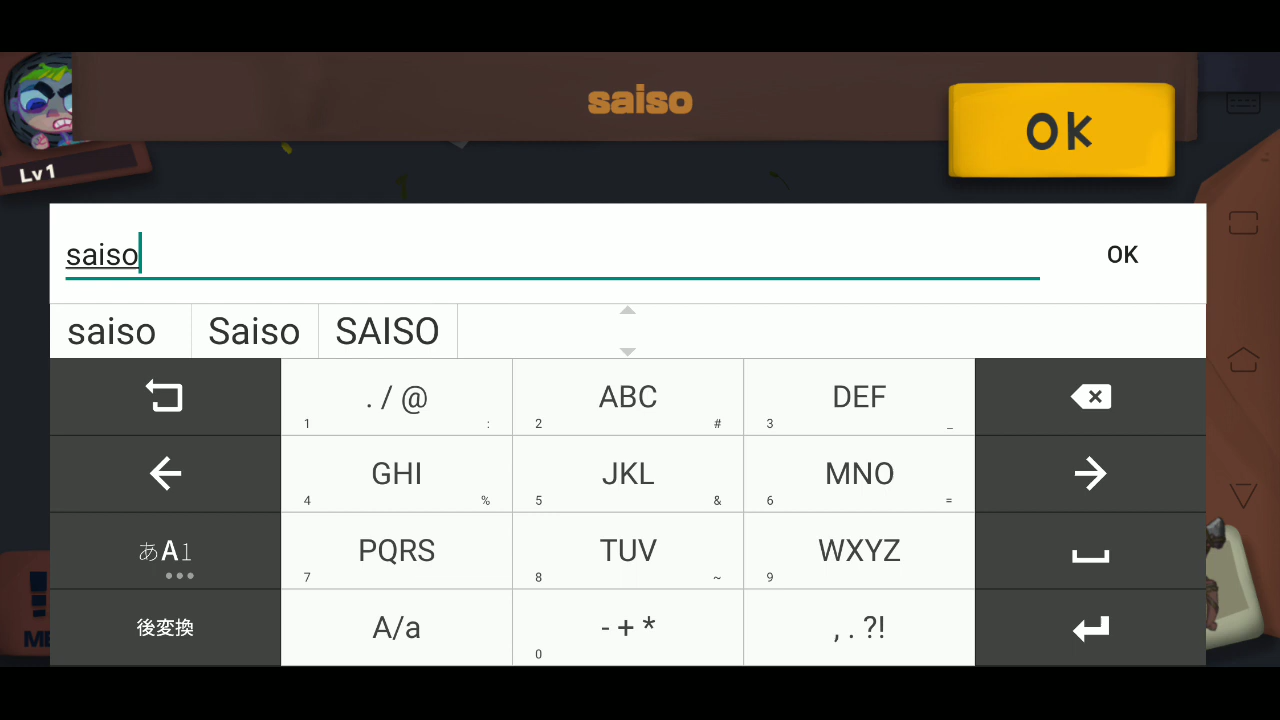 saiso
OK
Lv1
saiso
OK
saiso Saiso SAISO
. / @
1 :
ABC
2 #
DEF
3 _
GHI
4 %
JKL
5 &
MNO
6 =
あA1
PQRS
7
TUV
8 ~
WXYZ
9
後変換
A/a
- + *
0
, . ?!
!!
ME